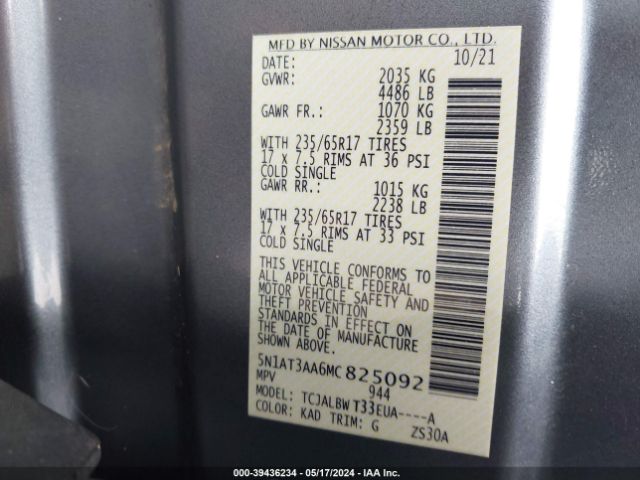 MFD BY NISSAN MOTOR CO., LTD.
DATE: 10/21
GVWR: 2035 KG
4486 LB
GAWR FR.: 1070 KG
2359 LB
WITH 235/65R17 TIRES
17 x 7.5 RIMS AT 36 PSI
COLD SINGLE
GAWR RR.: 1015 KG
2238 LB
WITH 235/65R17 TIRES
17 x 7.5 RIMS AT 33 PSI
COLD SINGLE
THIS VEHICLE CONFORMS TO
ALL APPLICABLE FEDERAL
MOTOR VEHICLE SAFETY AND
THEFT PREVENTION
STANDARDS IN EFFECT ON
THE DATE OF MANUFACTURE
SHOWN ABOVE.
5N1AT3AA6MC825092
MPV 944
MODEL: TCJALBWT33EUA----A
COLOR: KAD TRIM: G ZS30A
000-39436234 — 05/17/2024 — IAA Inc.